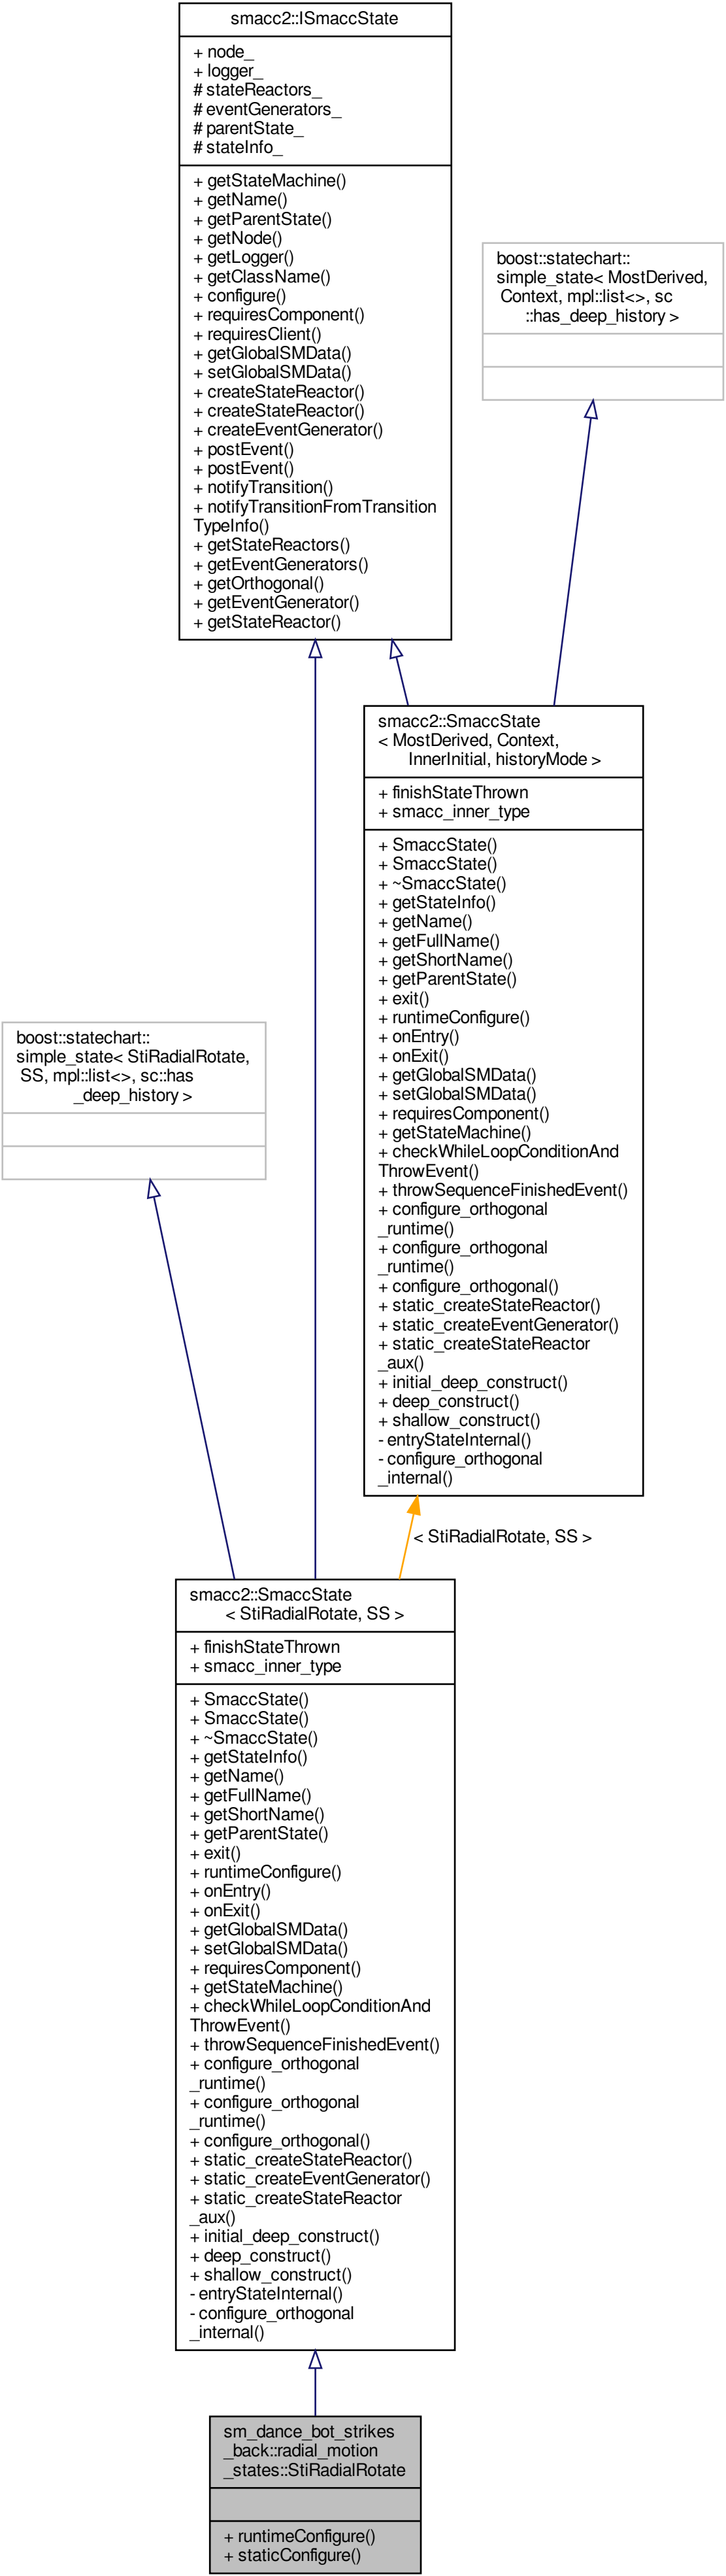 smacc2::ISmaccState
+ node_
+ logger_
# stateReactors_
# eventGenerators_
# parentState_
# stateInfo_
+ getStateMachine()
+ getName()
+ getParentState()
+ getNode()
+ getLogger()
+ getClassName()
+ configure()
+ requiresComponent()
+ requiresClient()
+ getGlobalSMData()
+ setGlobalSMData()
+ createStateReactor()
+ createStateReactor()
+ createEventGenerator()
+ postEvent()
+ postEvent()
+ notifyTransition()
+ notifyTransitionFromTransition
TypeInfo()
+ getStateReactors()
+ getEventGenerators()
+ getOrthogonal()
+ getEventGenerator()
+ getStateReactor()
boost::statechart::
simple_state< MostDerived,
Context, mpl::list<>, sc
::has_deep_history >
smacc2::SmaccState
< MostDerived, Context,
InnerInitial, historyMode >
+ finishStateThrown
+ smacc_inner_type
+ SmaccState()
+ SmaccState()
+ ~SmaccState()
+ getStateInfo()
+ getName()
+ getFullName()
+ getShortName()
+ getParentState()
+ exit()
+ runtimeConfigure()
+ onEntry()
+ onExit()
+ getGlobalSMData()
+ setGlobalSMData()
+ requiresComponent()
+ getStateMachine()
+ checkWhileLoopConditionAnd
ThrowEvent()
+ throwSequenceFinishedEvent()
+ configure_orthogonal
_runtime()
+ configure_orthogonal
_runtime()
+ configure_orthogonal()
+ static_createStateReactor()
+ static_createEventGenerator()
+ static_createStateReactor
_aux()
+ initial_deep_construct()
+ deep_construct()
+ shallow_construct()
- entryStateInternal()
- configure_orthogonal
_internal()
boost::statechart::
simple_state< StiRadialRotate,
SS, mpl::list<>, sc::has
_deep_history >
< StiRadialRotate, SS >
smacc2::SmaccState
< StiRadialRotate, SS >
+ finishStateThrown
+ smacc_inner_type
+ SmaccState()
+ SmaccState()
+ ~SmaccState()
+ getStateInfo()
+ getName()
+ getFullName()
+ getShortName()
+ getParentState()
+ exit()
+ runtimeConfigure()
+ onEntry()
+ onExit()
+ getGlobalSMData()
+ setGlobalSMData()
+ requiresComponent()
+ getStateMachine()
+ checkWhileLoopConditionAnd
ThrowEvent()
+ throwSequenceFinishedEvent()
+ configure_orthogonal
_runtime()
+ configure_orthogonal
_runtime()
+ configure_orthogonal()
+ static_createStateReactor()
+ static_createEventGenerator()
+ static_createStateReactor
_aux()
+ initial_deep_construct()
+ deep_construct()
+ shallow_construct()
- entryStateInternal()
- configure_orthogonal
_internal()
sm_dance_bot_strikes
_back::radial_motion
_states::StiRadialRotate
+ runtimeConfigure()
+ staticConfigure()